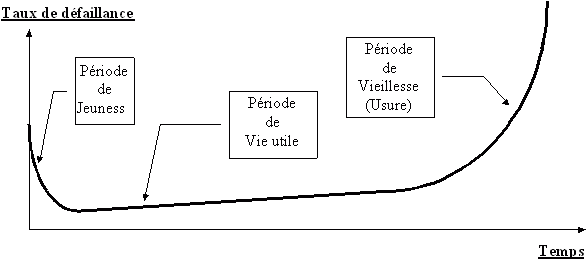 Taux de défaillance
Période
de
Jeuness
Période
de
Vie utile
Période
de
Vieillesse
(Usure)
Temps